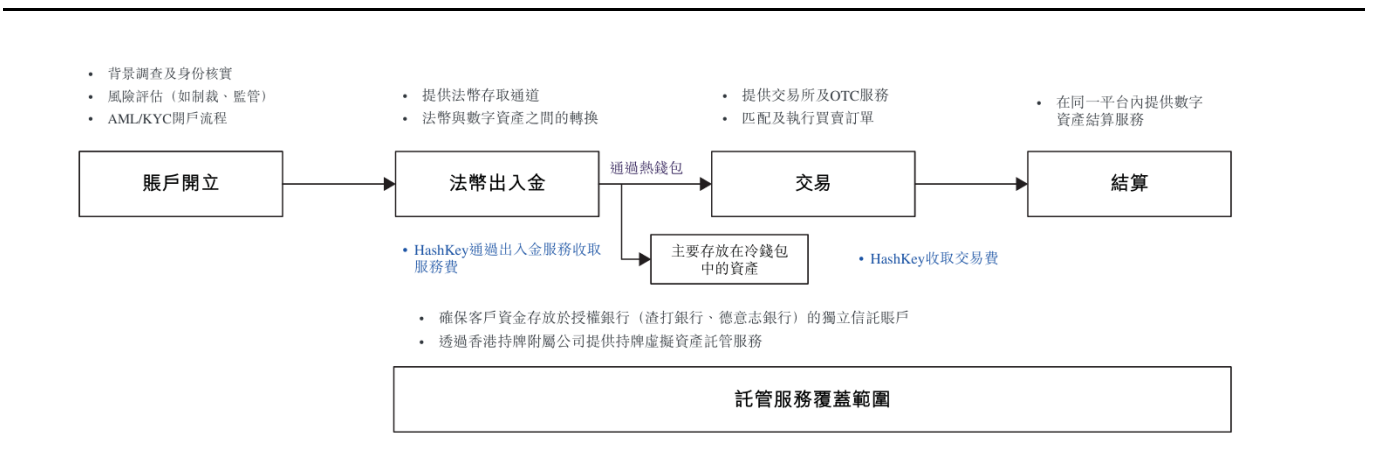 • 背景調查及身份核實
• 風險評估（如制裁、監管）
• AML/KYC開戶流程
• 提供法幣存取通道
• 法幣與數字資產之間的轉換
• 提供交易所及OTC服務
• 匹配及執行買賣訂單
• 在同一平台內提供數字
資產結算服務
賬戶開立
法幣出入金
通過熱錢包
交易
結算
• HashKey通過出入金服務收取
服務費
主要存放在冷錢包
中的資產
• HashKey收取交易費
• 確保客戶資金存放於授權銀行（渣打銀行、德意志銀行）的獨立信託賬戶
• 透過香港持牌附屬公司提供持牌虛擬資產託管服務
託管服務覆蓋範圍